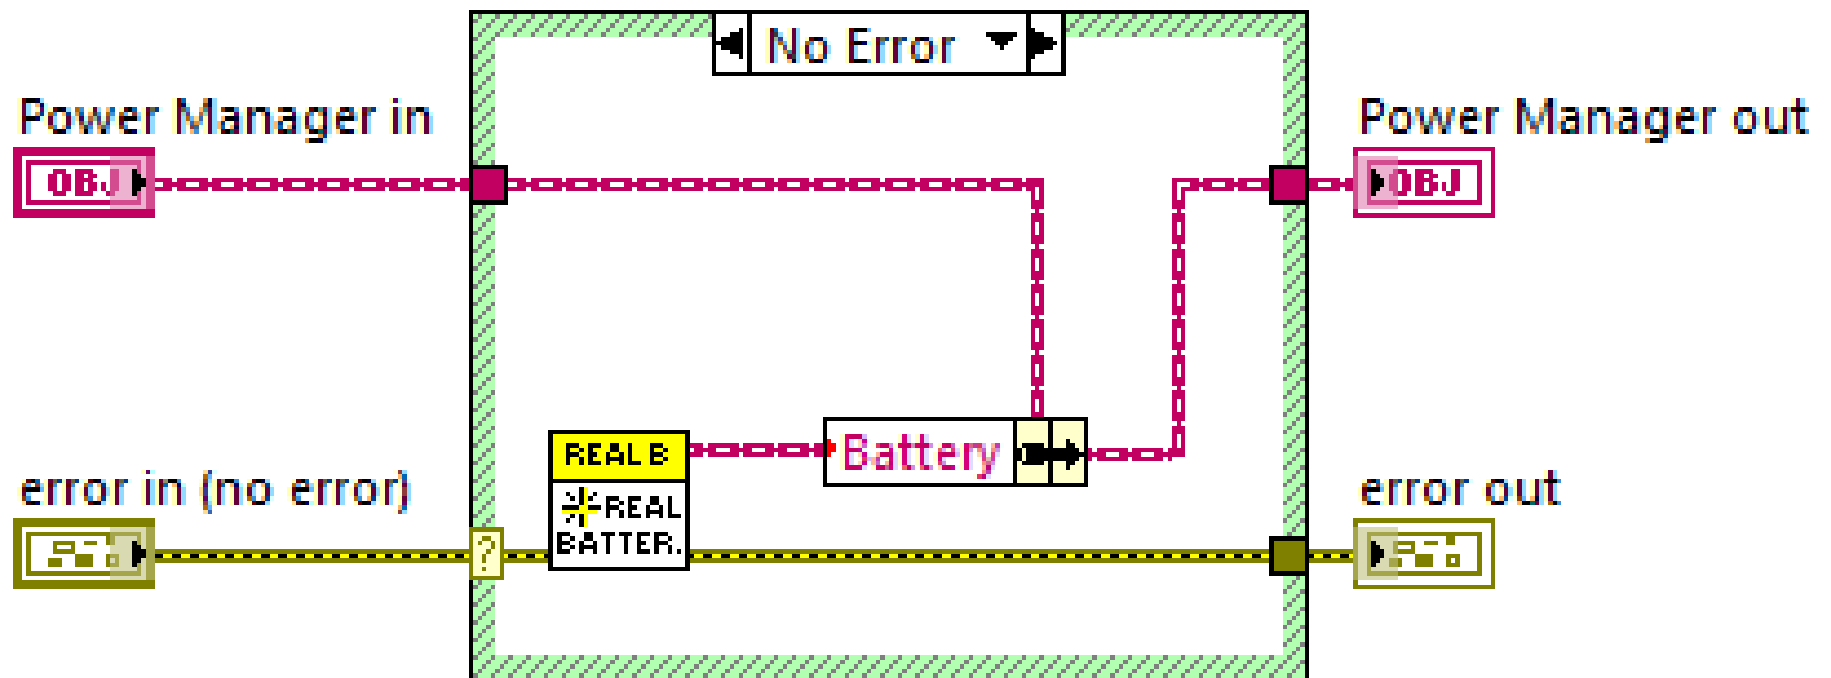 No Error
Power Manager in
Power Manager out
OBJ
OBJ
REAL B
Battery
REAL
BATTER.
error in (no error)
error out
?